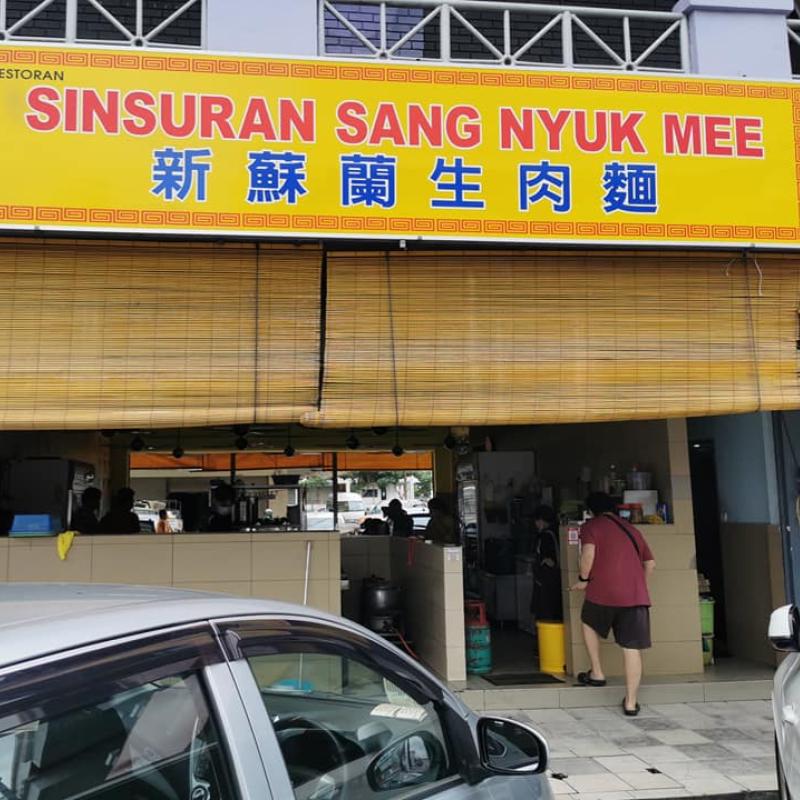 ESTORAN
SINSURAN SANG NYUK MEE
新蘇蘭生肉麵